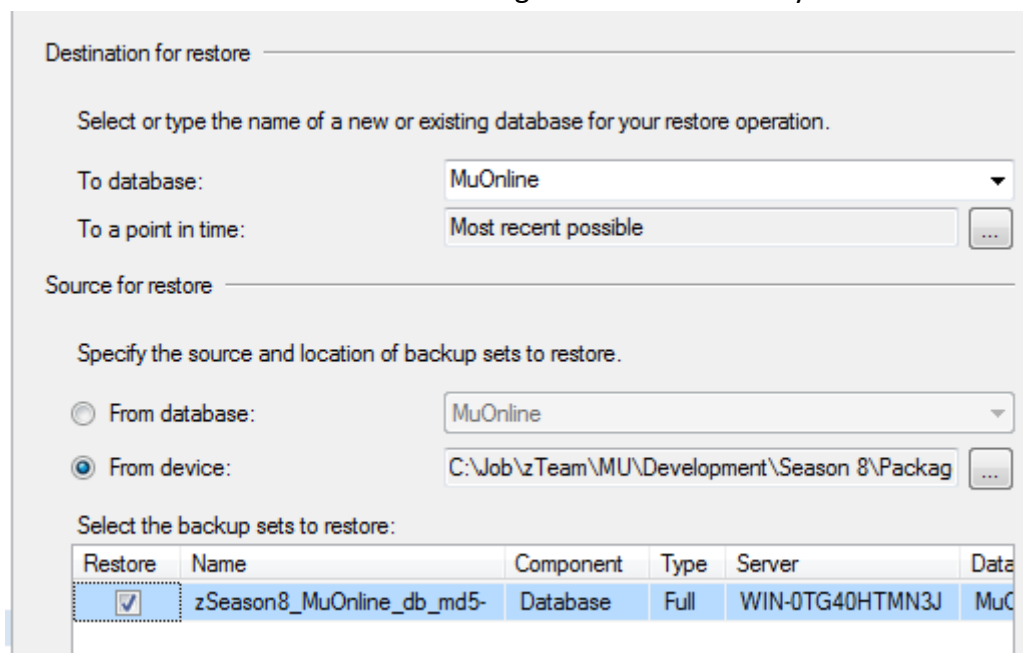 Destination for restore
Select or type the name of a new or existing database for your restore operation.
To database: MuOnline
To a point in time: Most recent possible ...
Source for restore
Specify the source and location of backup sets to restore.
From database: MuOnline
From device: C:\Job\zTeam\MU\Development\Season 8\Packag ...
Select the backup sets to restore:
Restore Name Component Type Server Data
zSeason8_MuOnline_db_md5- Database Full WIN-0TG40HTMN3J MuO